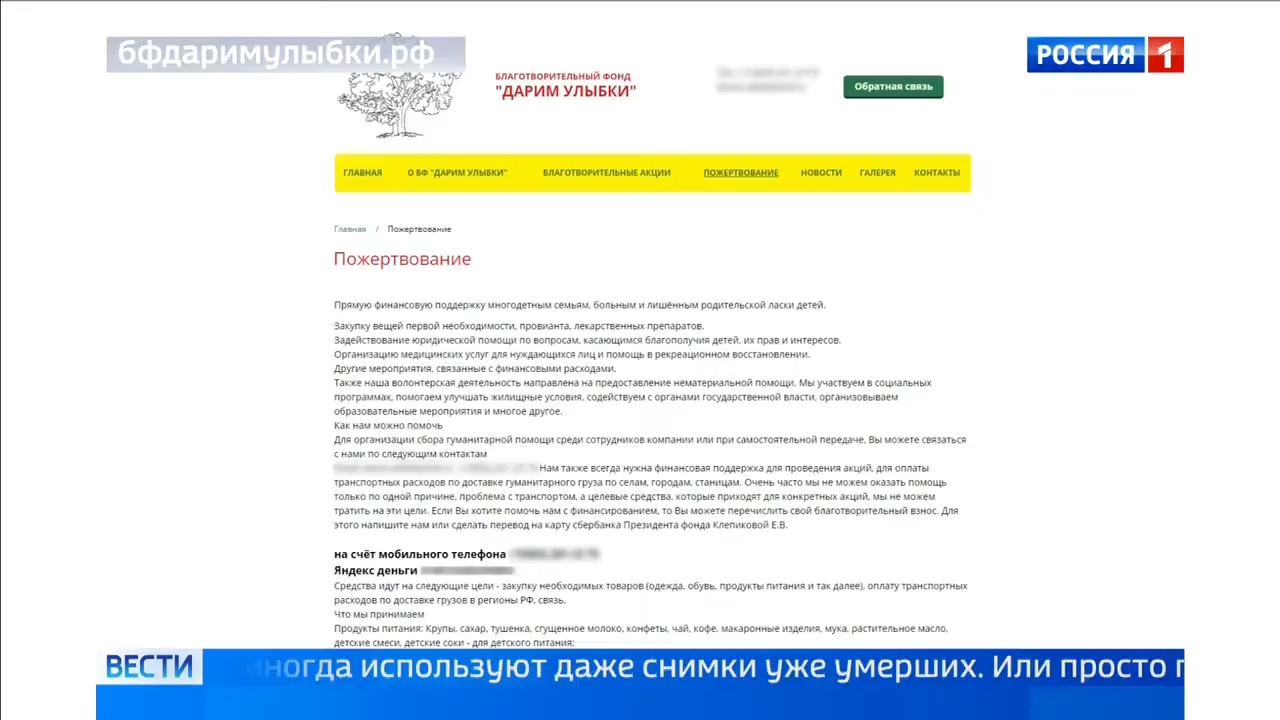 бфдаримулыбки.рф
РОССИЯ 1
БЛАГОТВОРИТЕЛЬНЫЙ ФОНД
"ДАРИМ УЛЫБКИ"
Обратная связь
ГЛАВНАЯ О БФ "ДАРИМ УЛЫБКИ" БЛАГОТВОРИТЕЛЬНЫЕ АКЦИИ ПОЖЕРТВОВАНИЕ НОВОСТИ ГАЛЕРЕЯ КОНТАКТЫ
Главная / Пожертвование
Пожертвование
Прямую финансовую поддержку многодетным семьям, больным и лишённым родительской ласки детей.
Закупку вещей первой необходимости, провианта, лекарственных препаратов.
Задействование юридической помощи по вопросам, касающимся благополучия детей, их прав и интересов.
Организацию медицинских услуг для нуждающихся лиц и помощь в рекреационном восстановлении.
Другие мероприятия, связанные с финансовыми расходами.
Также наша волонтерская деятельность направлена на предоставление нематериальной помощи. Мы участвуем в социальных
программах, помогаем улучшать жилищные условия, содействуем с органами государственной власти, организовываем
образовательные мероприятия и многое другое.
Как нам можно помочь
Для организации сбора гуманитарной помощи среди сотрудников компании или при самостоятельной передаче, Вы можете связаться
с нами по следующим контактам
Нам также всегда нужна финансовая поддержка для проведения акций, для оплаты
транспортных расходов по доставке гуманитарного груза по селам, городам, станицам. Очень часто мы не можем оказать помощь
только по одной причине, проблема с транспортом, а целевые средства. которые приходят для конкретных акций, мы не можем
тратить на эти цели. Если Вы хотите помочь нам с финансированием, то Вы можете перечислить свой благотворительный взнос. Для
этого напишите нам или сделать перевод на карту сбербанка Президента фонда Клепиковой Е.В.
на счёт мобильного телефона
Яндекс деньги
Средства идут на следующие цели - закупку необходимых товаров (одежда, обувь, продукты питания и так далее), оплату транспортных
расходов по доставке грузов в регионы РФ, связь.
Что мы принимаем
Продукты питания: Крупы, сахар, тушенка, сгущенное молоко, конфеты, чай, кофе, макаронные изделия, мука, растительное масло,
детские смеси, детские соки - для детского питания;
ВЕСТИ иногда используют даже снимки уже умерших. Или просто